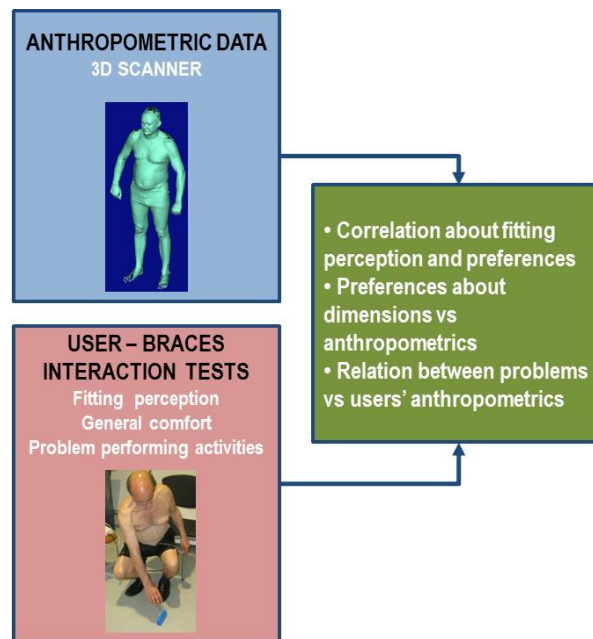 ANTHROPOMETRIC DATA
3D SCANNER
• Correlation about fitting
perception and preferences
• Preferences about
dimensions vs
anthropometrics
• Relation between problems
vs users' anthropometrics
USER – BRACES
INTERACTION TESTS
Fitting perception
General comfort
Problem performing activities